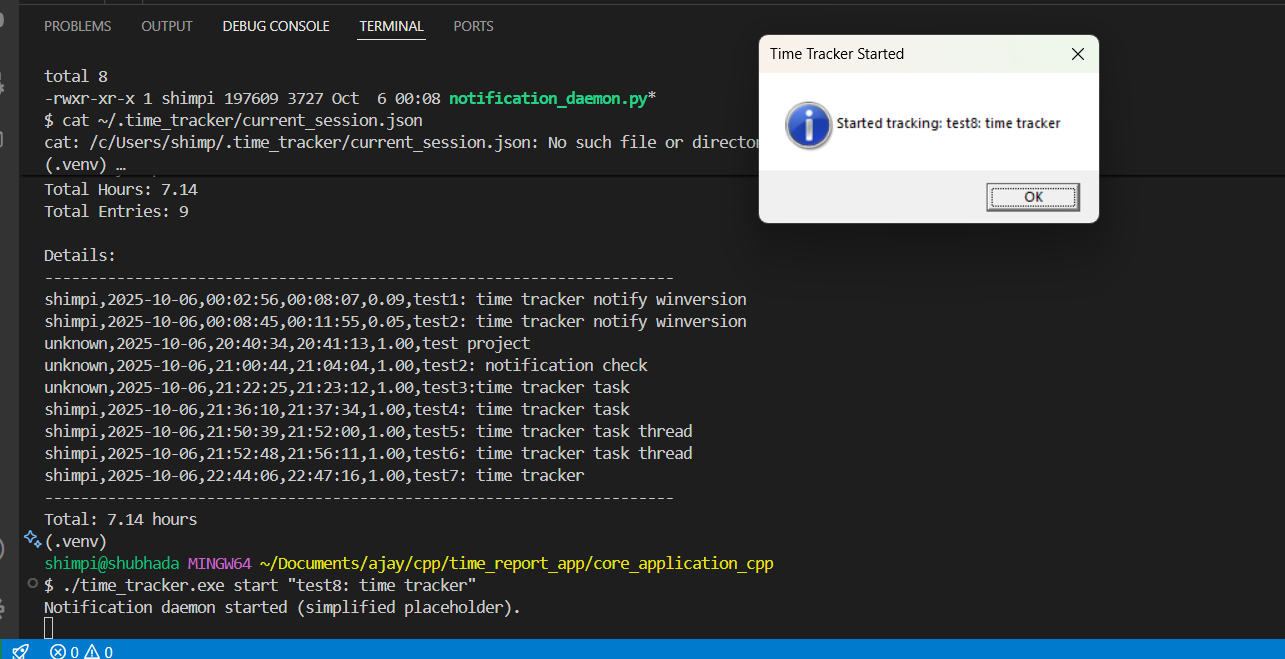 PROBLEMS OUTPUT DEBUG CONSOLE TERMINAL PORTS
total 8
-rwxr-xr-x 1 shimpi 197609 3727 Oct  6 00:08 notification_daemon.py*
$ cat ~/.time_tracker/current_session.json
cat: /c/Users/shimp/.time_tracker/current_session.json: No such file or director
(.venv) …
Total Hours: 7.14
Total Entries: 9
Details:
----------------------------------------------------------------------
shimpi,2025-10-06,00:02:56,00:08:07,0.09,test1: time tracker notify winversion
shimpi,2025-10-06,00:08:45,00:11:55,0.05,test2: time tracker notify winversion
unknown,2025-10-06,20:40:34,20:41:13,1.00,test project
unknown,2025-10-06,21:00:44,21:04:04,1.00,test2: notification check
unknown,2025-10-06,21:22:25,21:23:12,1.00,test3:time tracker task
shimpi,2025-10-06,21:36:10,21:37:34,1.00,test4: time tracker task
shimpi,2025-10-06,21:50:39,21:52:00,1.00,test5: time tracker task thread
shimpi,2025-10-06,21:52:48,21:56:11,1.00,test6: time tracker task thread
shimpi,2025-10-06,22:44:06,22:47:16,1.00,test7: time tracker
----------------------------------------------------------------------
Total: 7.14 hours
(.venv)
shimpi@shubhada MINGW64 ~/Documents/ajay/cpp/time_report_app/core_application_cpp
$ ./time_tracker.exe start "test8: time tracker"
Notification daemon started (simplified placeholder).
0 0
Time Tracker Started
Started tracking: test8: time tracker
OK